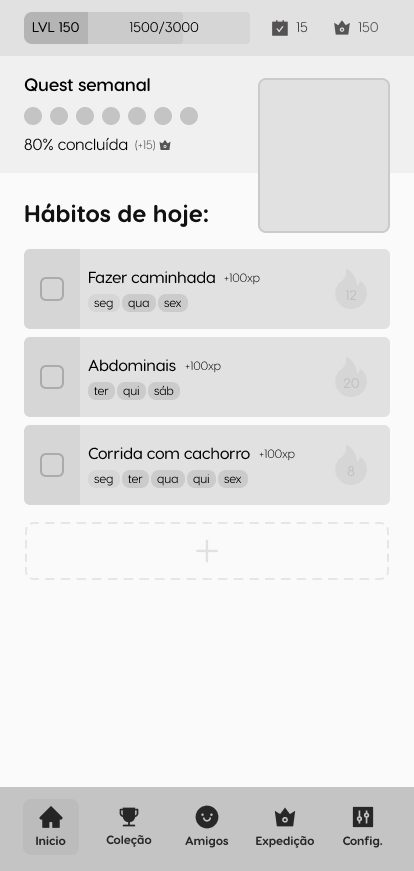 LVL 150 1500/3000 15 150
Quest semanal
80% concluída (+15)
Hábitos de hoje:
Fazer caminhada +100xp
seg qua sex
12
Abdominais +100xp
ter qui sáb
20
Corrida com cachorro +100xp
seg ter qua qui sex
8
Inicio Coleção Amigos Expedição Config.